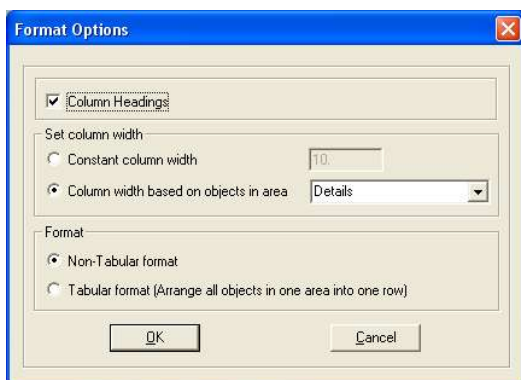 Format Options
Column Headings
Set column width
Constant column width 10.
Column width based on objects in area Details
Format
Non-Tabular format
Tabular format (Arrange all objects in one area into one row)
OK Cancel